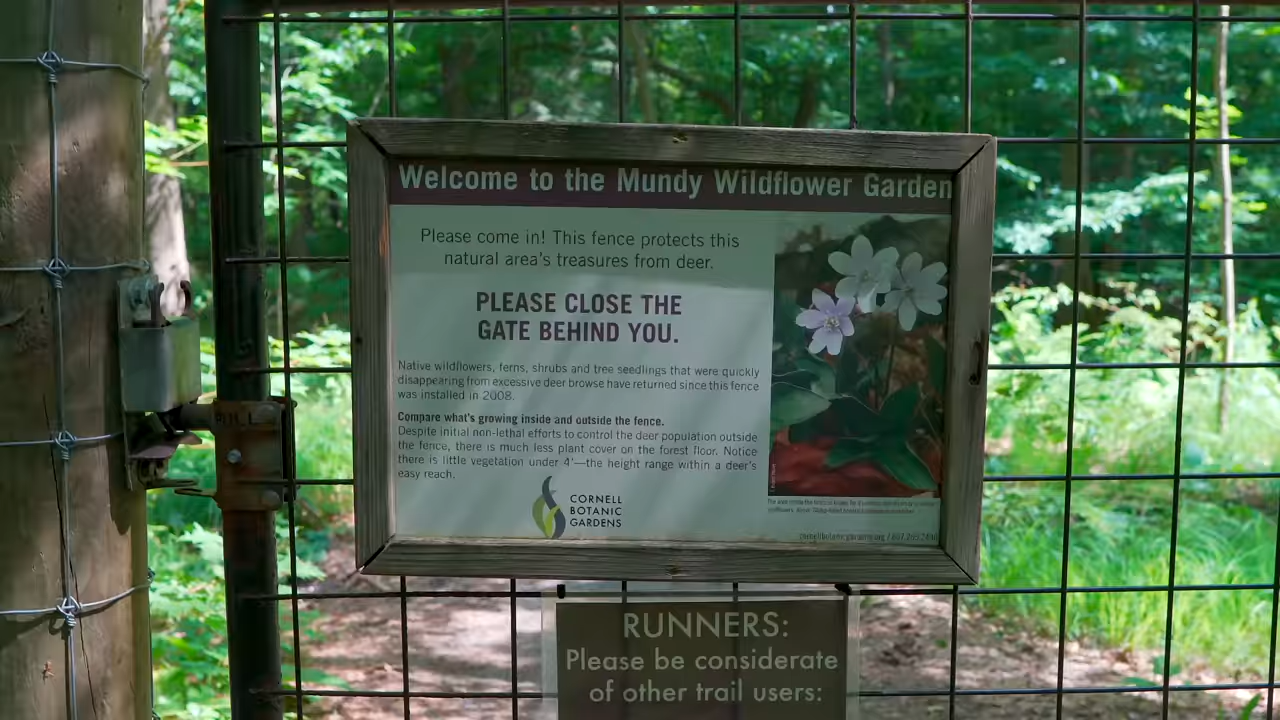 Welcome to the Mundy Wildflower Garden
Please come in! This fence protects this
natural area's treasures from deer.
PLEASE CLOSE THE
GATE BEHIND YOU.
Native wildflowers, ferns, shrubs and tree seedlings that were quickly
disappearing from excessive deer browse have returned since this fence
was installed in 2008.
Compare what's growing inside and outside the fence.
Despite initial non-lethal efforts to control the deer population outside
the fence, there is much less plant cover on the forest floor. Notice
there is little vegetation under 4'—the height range within a deer's
easy reach.
CORNELL
BOTANIC
GARDENS
PULL
RUNNERS:
Please be considerate
of other trail users: